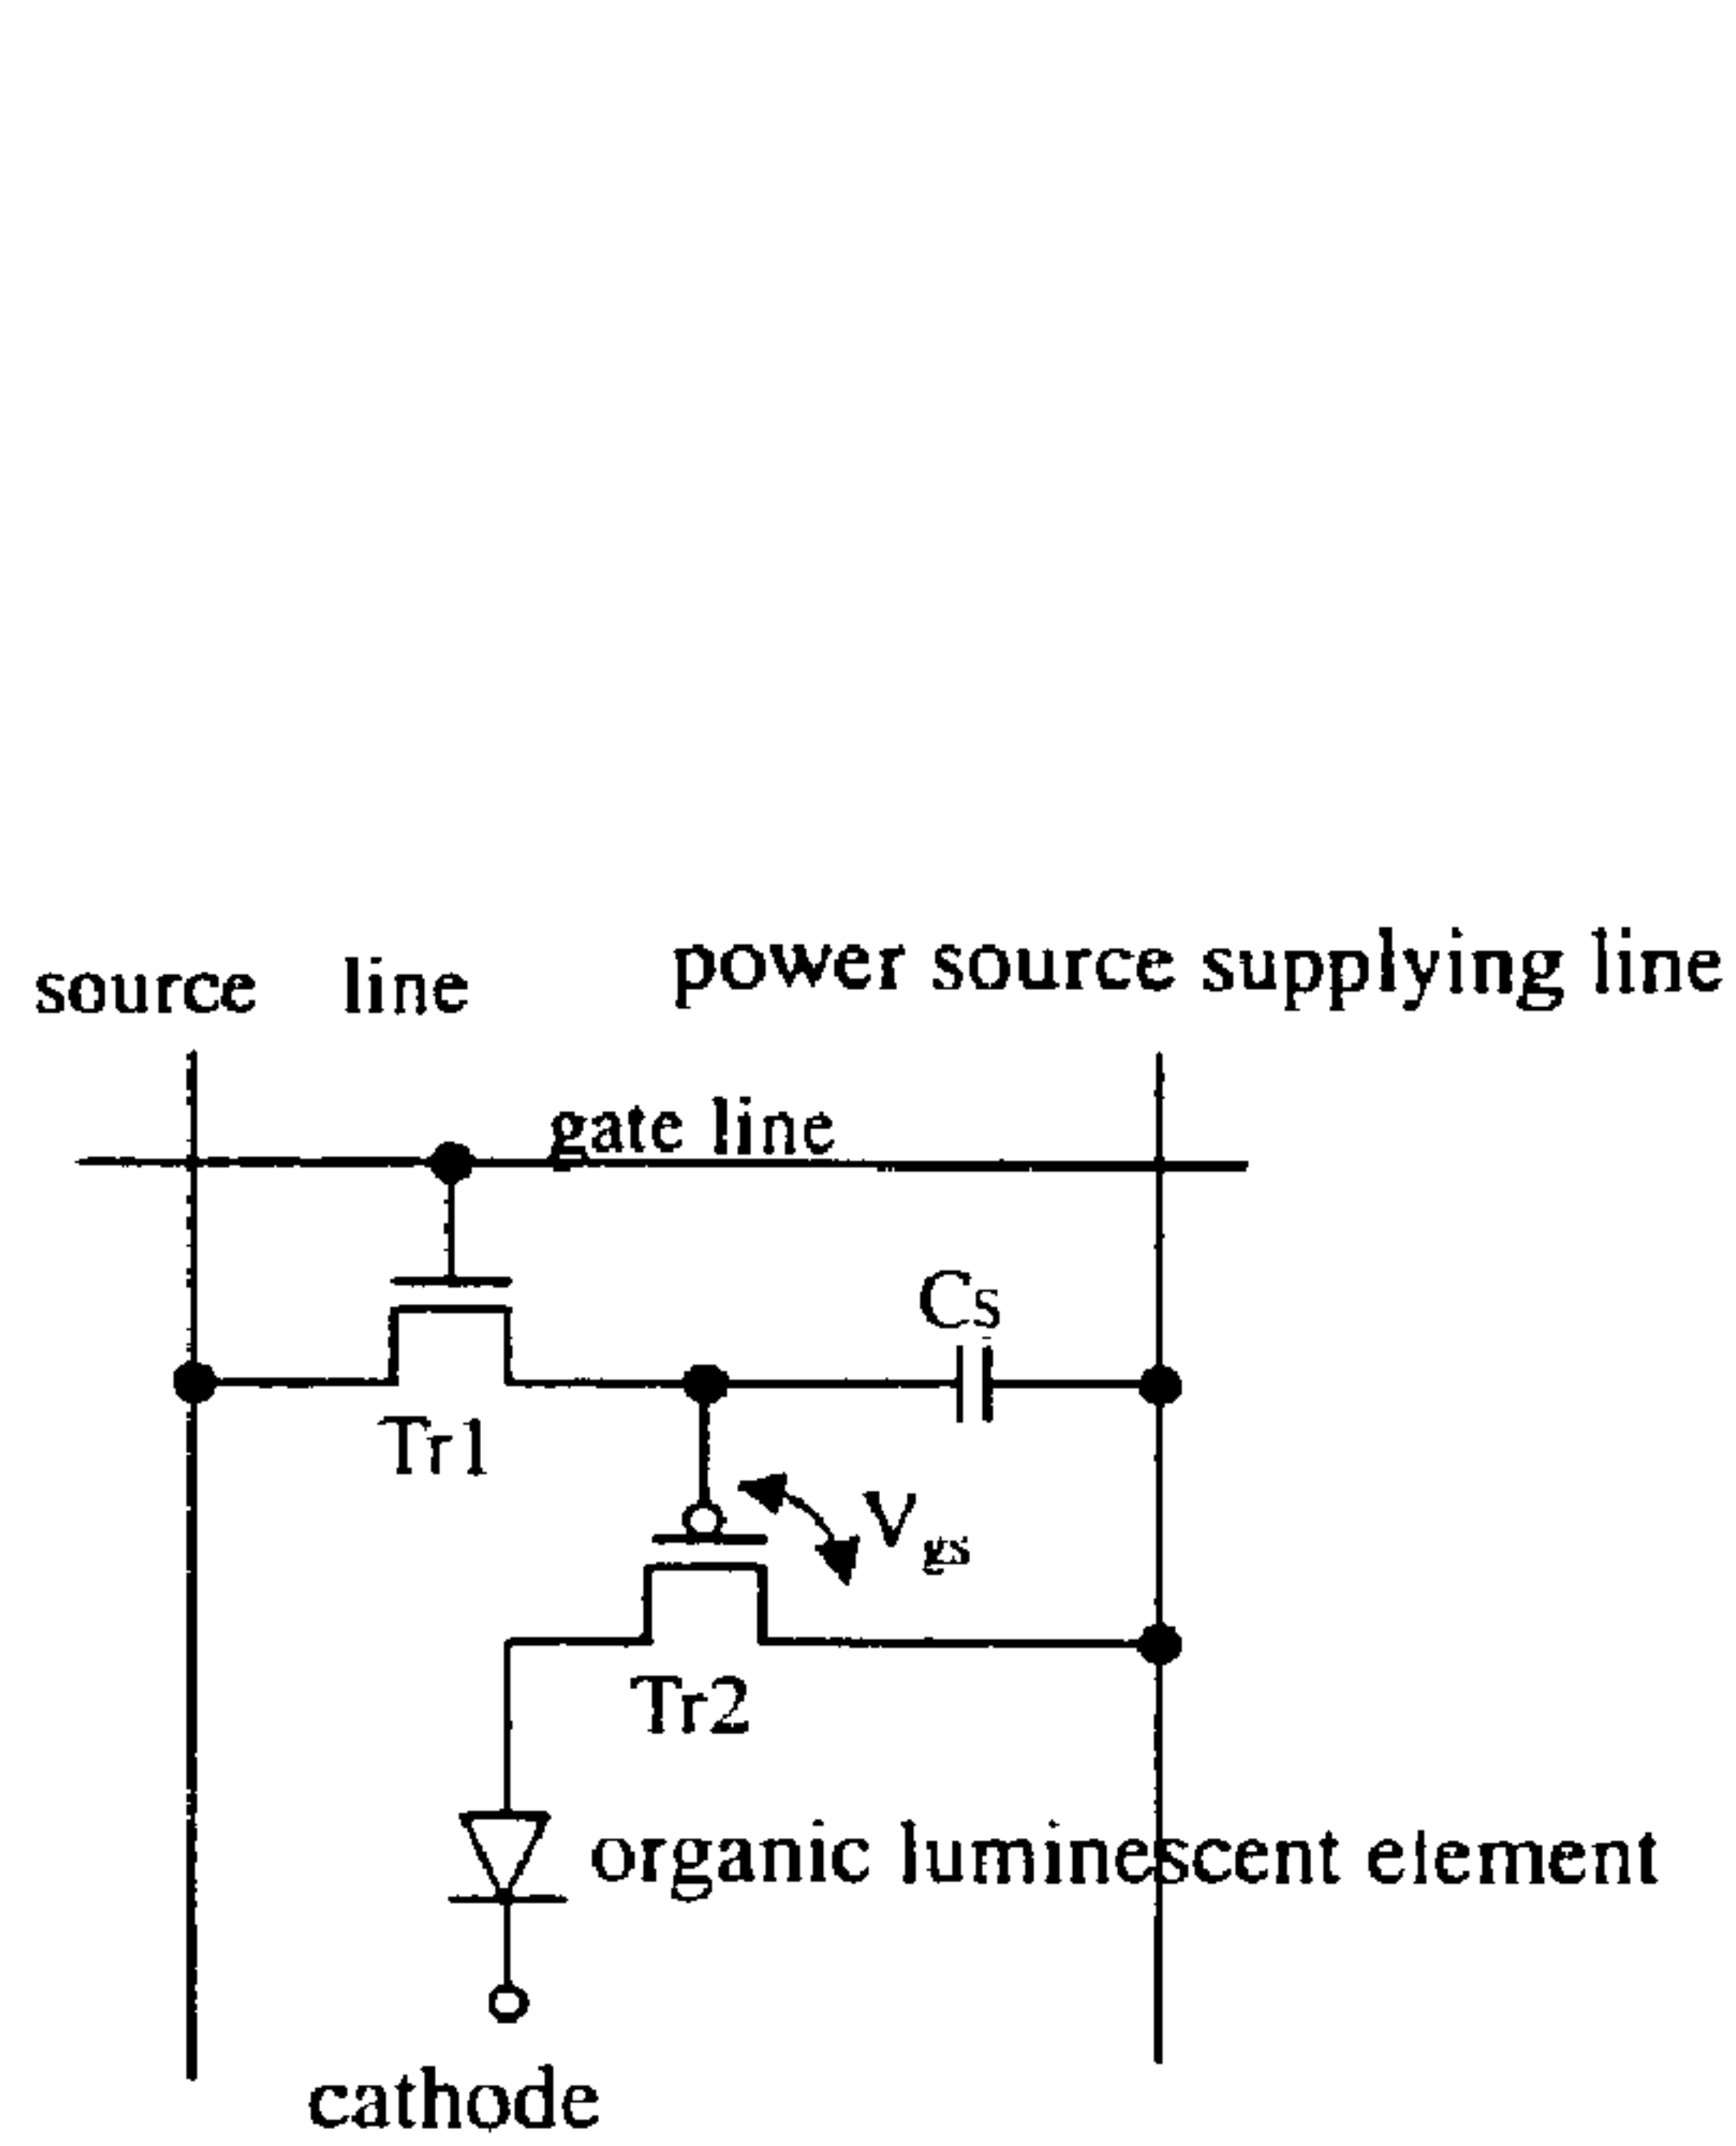 source line
power source supplying line
gate line
Cs
Tr1
Vgs
Tr2
organic luminescent element
cathode